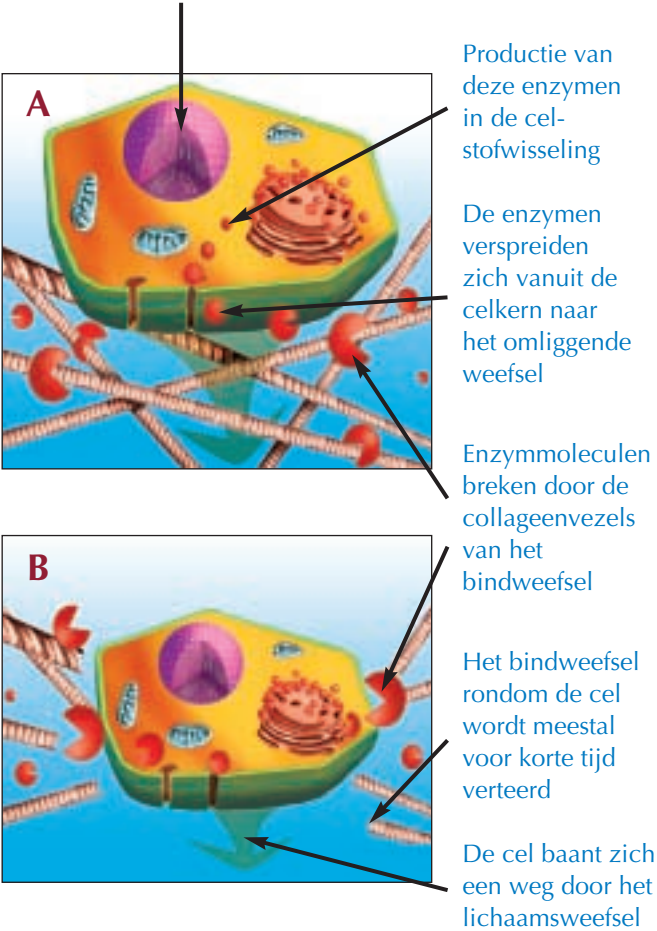 A
Productie van
deze enzymen
in de cel-
stofwisseling
De enzymen
verspreiden
zich vanuit de
celkern naar
het omliggende
weefsel
Enzymmoleculen
breken door de
collageenvezels
van het
bindweefsel
B
Het bindweefsel
rondom de cel
wordt meestal
voor korte tijd
verteerd
De cel baant zich
een weg door het
lichaamsweefsel